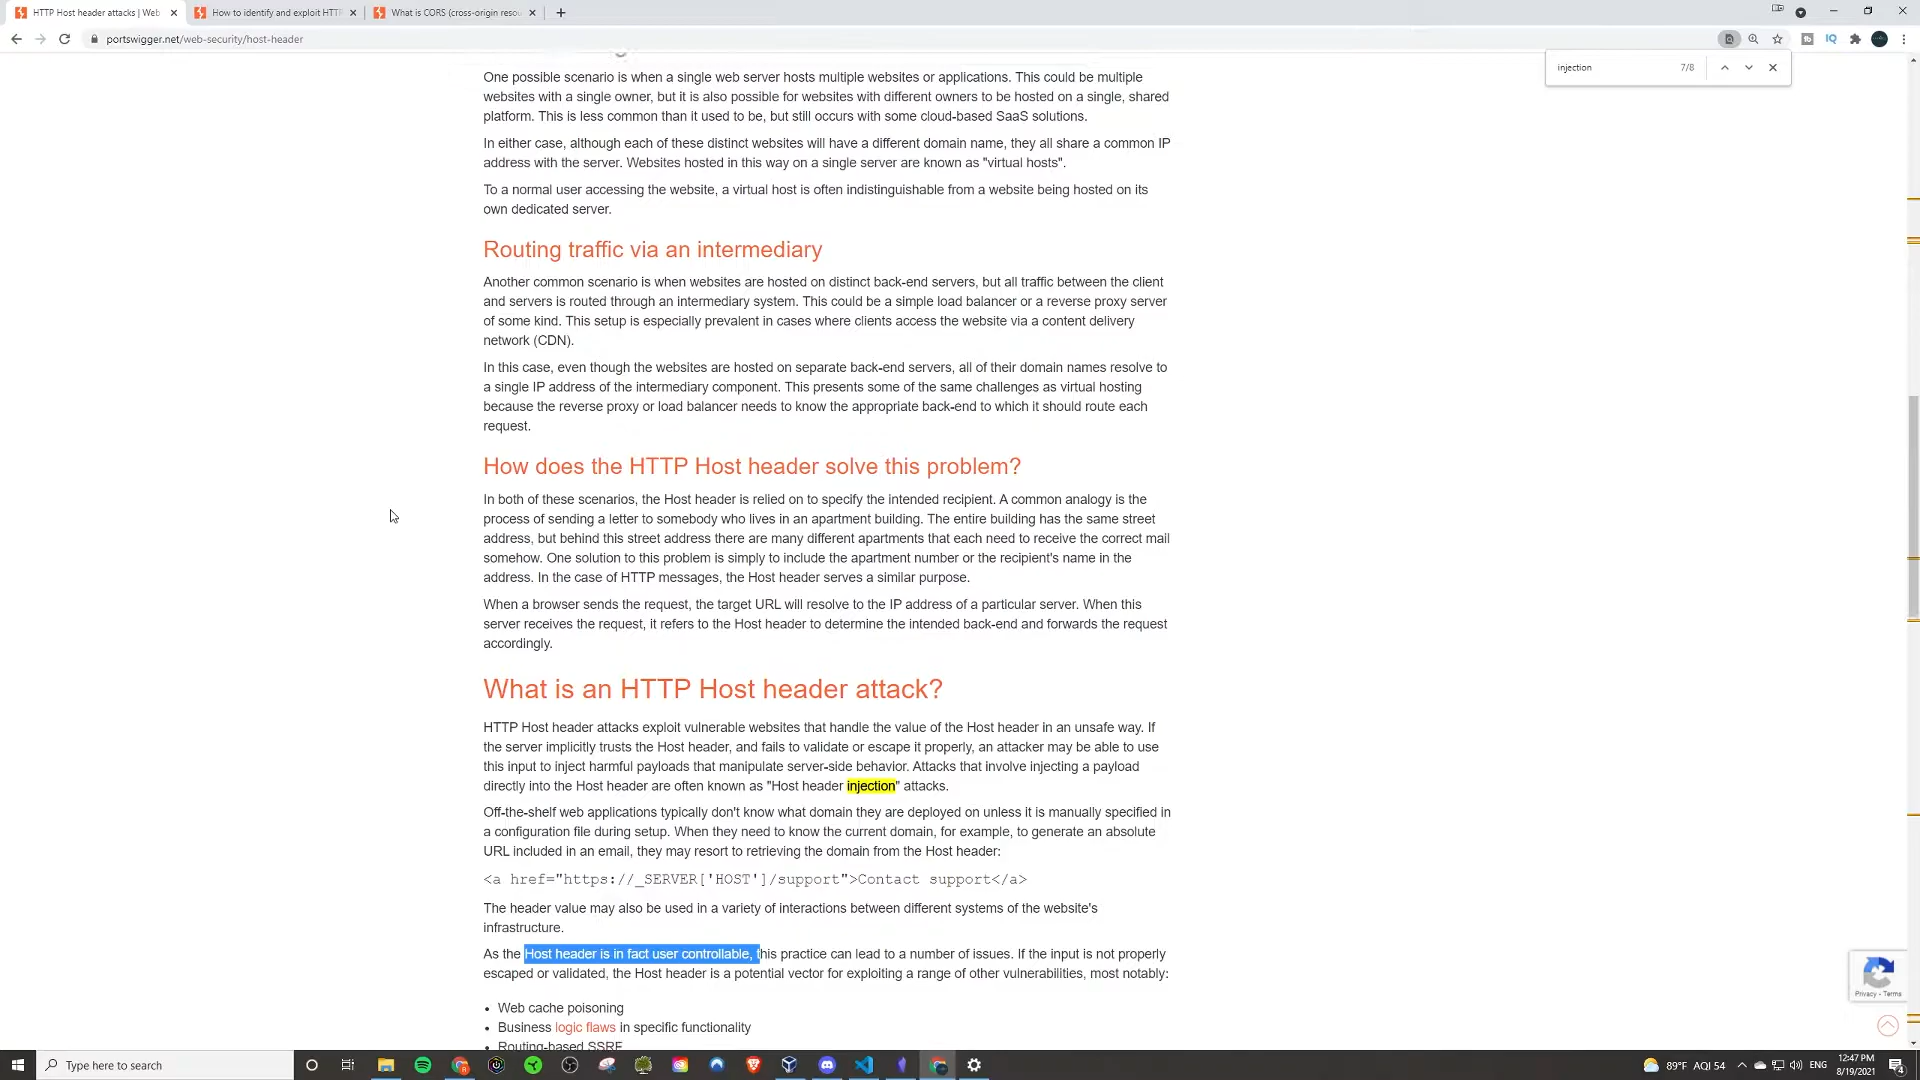 HTTP Host header attacks | Web
How to identify and exploit HTTP
What is CORS (cross-origin resou
portswigger.net/web-security/host-header
injection
7/8
One possible scenario is when a single web server hosts multiple websites or applications. This could be multiple
websites with a single owner, but it is also possible for websites with different owners to be hosted on a single, shared
platform. This is less common than it used to be, but still occurs with some cloud-based SaaS solutions.
In either case, although each of these distinct websites will have a different domain name, they all share a common IP
address with the server. Websites hosted in this way on a single server are known as "virtual hosts".
To a normal user accessing the website, a virtual host is often indistinguishable from a website being hosted on its
own dedicated server.
Routing traffic via an intermediary
Another common scenario is when websites are hosted on distinct back-end servers, but all traffic between the client
and servers is routed through an intermediary system. This could be a simple load balancer or a reverse proxy server
of some kind. This setup is especially prevalent in cases where clients access the website via a content delivery
network (CDN).
In this case, even though the websites are hosted on separate back-end servers, all of their domain names resolve to
a single IP address of the intermediary component. This presents some of the same challenges as virtual hosting
because the reverse proxy or load balancer needs to know the appropriate back-end to which it should route each
request.
How does the HTTP Host header solve this problem?
In both of these scenarios, the Host header is relied on to specify the intended recipient. A common analogy is the
process of sending a letter to somebody who lives in an apartment building. The entire building has the same street
address, but behind this street address there are many different apartments that each need to receive the correct mail
somehow. One solution to this problem is simply to include the apartment number or the recipient's name in the
address. In the case of HTTP messages, the Host header serves a similar purpose.
When a browser sends the request, the target URL will resolve to the IP address of a particular server. When this
server receives the request, it refers to the Host header to determine the intended back-end and forwards the request
accordingly.
What is an HTTP Host header attack?
HTTP Host header attacks exploit vulnerable websites that handle the value of the Host header in an unsafe way. If
the server implicitly trusts the Host header, and fails to validate or escape it properly, an attacker may be able to use
this input to inject harmful payloads that manipulate server-side behavior. Attacks that involve injecting a payload
directly into the Host header are often known as "Host header injection" attacks.
Off-the-shelf web applications typically don't know what domain they are deployed on unless it is manually specified in
a configuration file during setup. When they need to know the current domain, for example, to generate an absolute
URL included in an email, they may resort to retrieving the domain from the Host header:
<a href="https://_SERVER['HOST']/support">Contact support</a>
The header value may also be used in a variety of interactions between different systems of the website's
infrastructure.
As the Host header is in fact user controllable, this practice can lead to a number of issues. If the input is not properly
escaped or validated, the Host header is a potential vector for exploiting a range of other vulnerabilities, most notably:
• Web cache poisoning
• Business logic flaws in specific functionality
• Routing-based SSRF
Privacy - Terms
Type here to search
89°F AQI 54
ENG
12:47 PM
8/19/2021
4